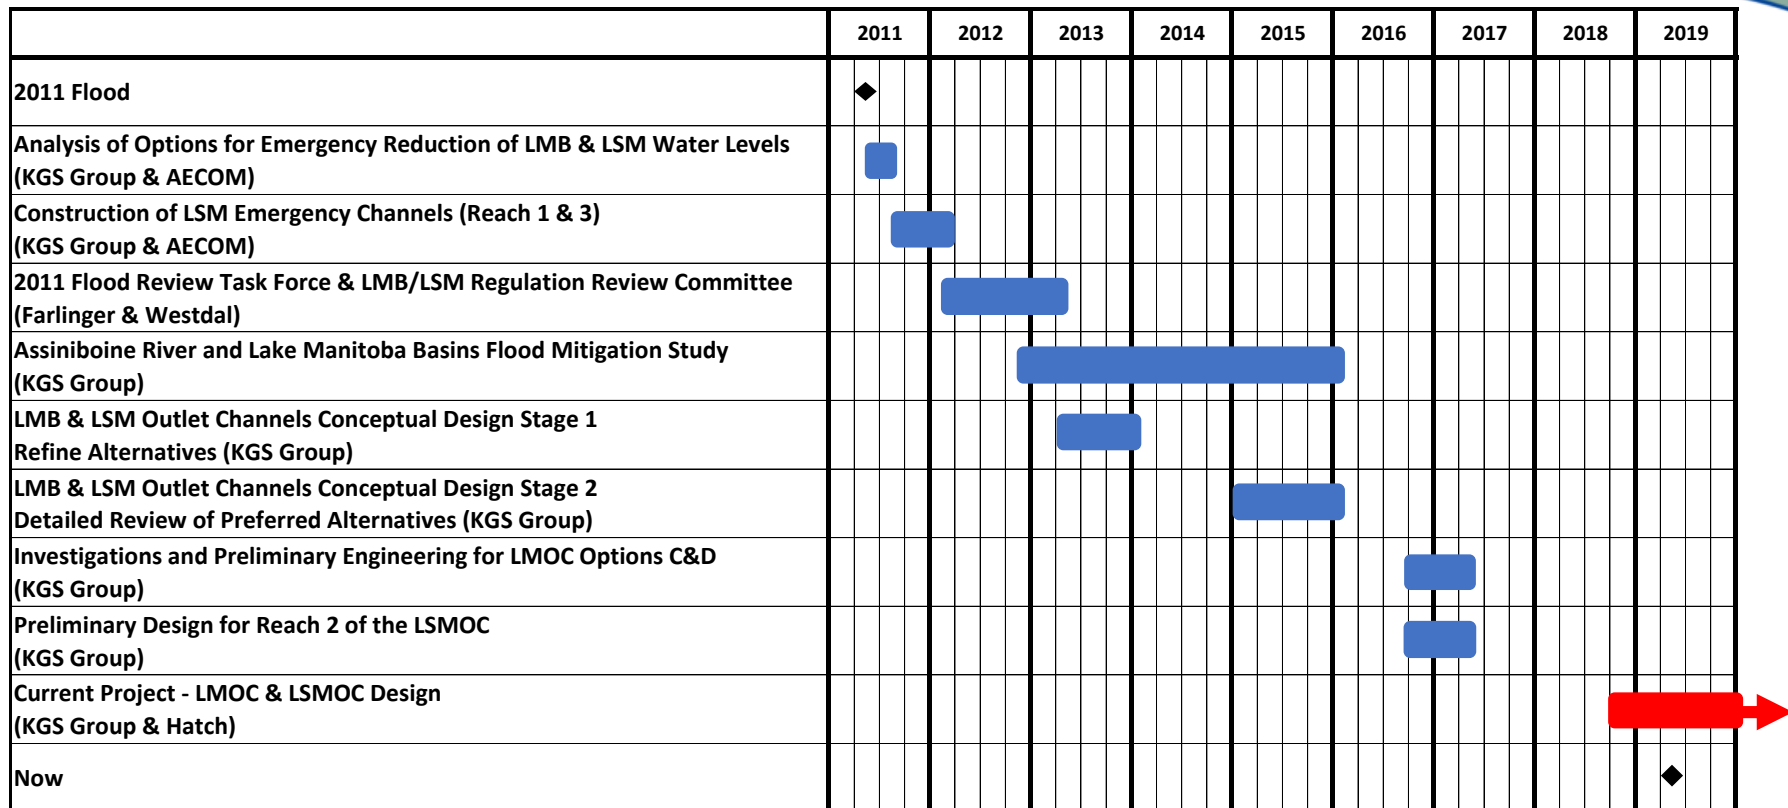 2011 2012 2013 2014 2015 2016 2017 2018 2019
2011 Flood
Analysis of Options for Emergency Reduction of LMB & LSM Water Levels
(KGS Group & AECOM)
Construction of LSM Emergency Channels (Reach 1 & 3)
(KGS Group & AECOM)
2011 Flood Review Task Force & LMB/LSM Regulation Review Committee
(Farlinger & Westdal)
Assiniboine River and Lake Manitoba Basins Flood Mitigation Study
(KGS Group)
LMB & LSM Outlet Channels Conceptual Design Stage 1
Refine Alternatives (KGS Group)
LMB & LSM Outlet Channels Conceptual Design Stage 2
Detailed Review of Preferred Alternatives (KGS Group)
Investigations and Preliminary Engineering for LMOC Options C&D
(KGS Group)
Preliminary Design for Reach 2 of the LSMOC
(KGS Group)
Current Project - LMOC & LSMOC Design
(KGS Group & Hatch)
Now